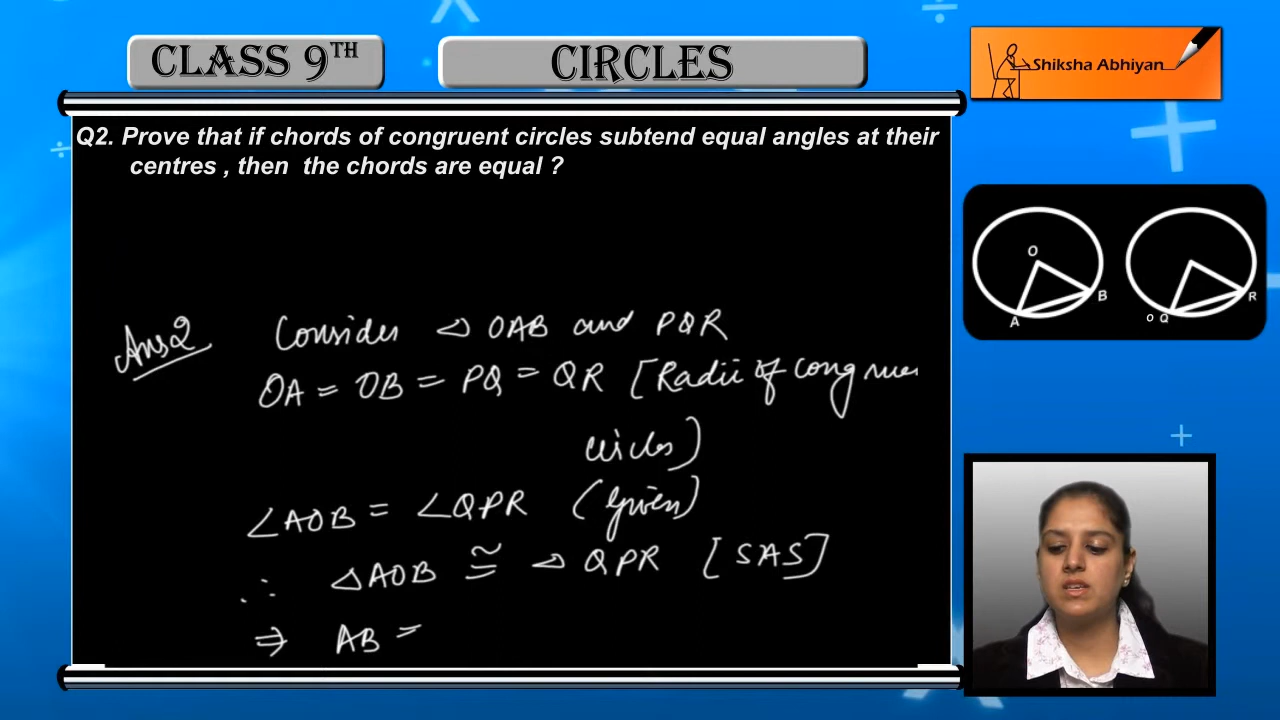 CLASS 9TH
CIRCLES
Shiksha Abhiyan
Q2. Prove that if chords of congruent circles subtend equal angles at their
centres , then the chords are equal ?
Ans2
Consider △ OAB and PQR
OA = OB = PQ = QR [Radii of congruen
circles)
∠AOB = ∠QPR (Given)
∴ △AOB ≅ △ QPR [SAS]
⇒ AB =
O
A
B
o Q
R